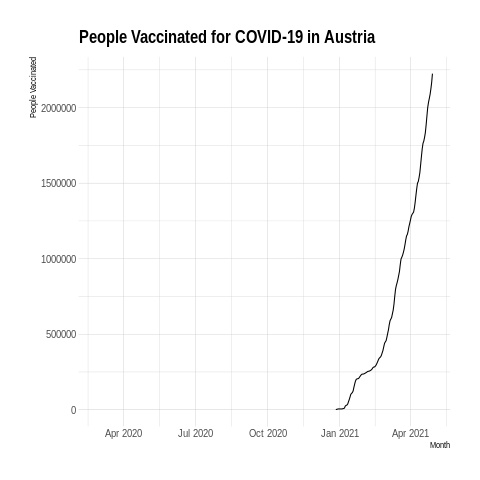 People Vaccinated for COVID-19 in Austria
People Vaccinated
2000000
1500000
1000000
500000
0
Apr 2020 Jul 2020 Oct 2020 Jan 2021 Apr 2021
Month